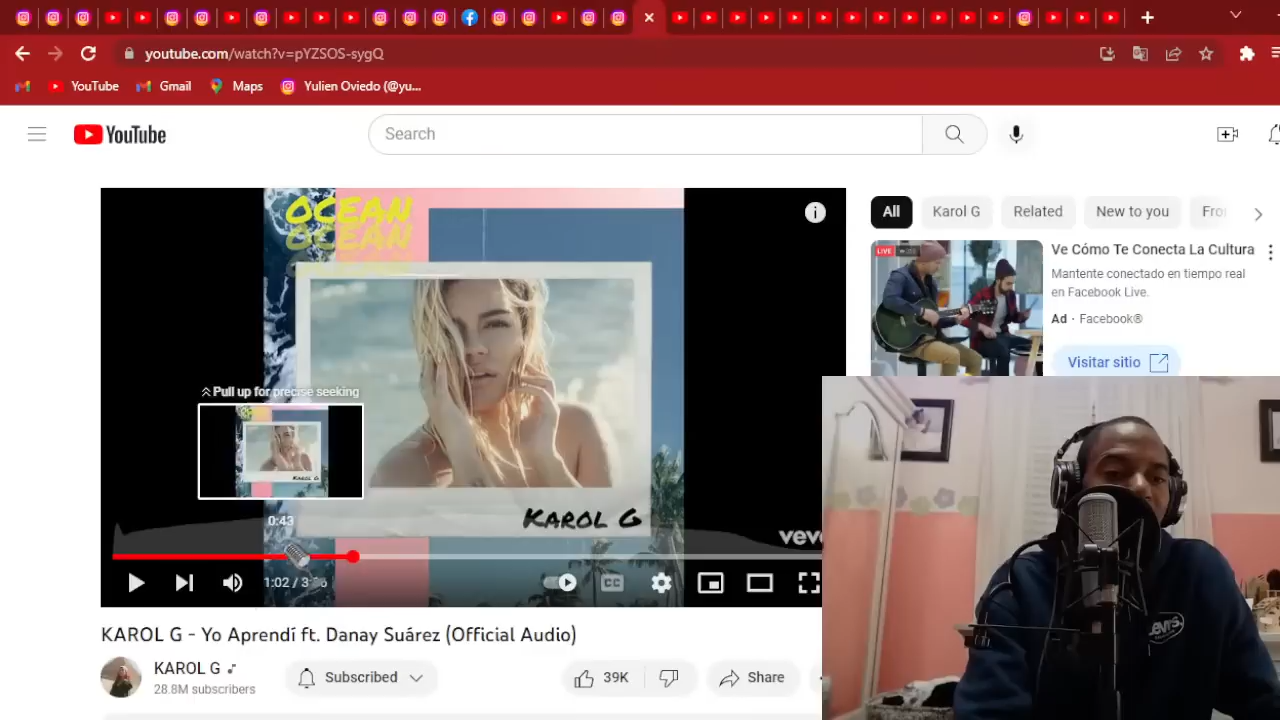 youtube.com/watch?v=pYZSOS-sygQ
YouTube
Gmail
Maps
Yulien Oviedo (@yu...
YouTube
Search
All
Karol G
Related
New to you
OCEAN
OCEAN
LIVE
Ve Cómo Te Conecta La Cultura
Mantente conectado en tiempo real
en Facebook Live.
Ad · Facebook®
Visitar sitio
Pull up for precise seeking
0:43
KAROL G
vevo
CC
KAROL G - Yo Aprendí ft. Danay Suárez (Official Audio)
KAROL G
28.8M subscribers
Subscribed
39K
Share
Levi's